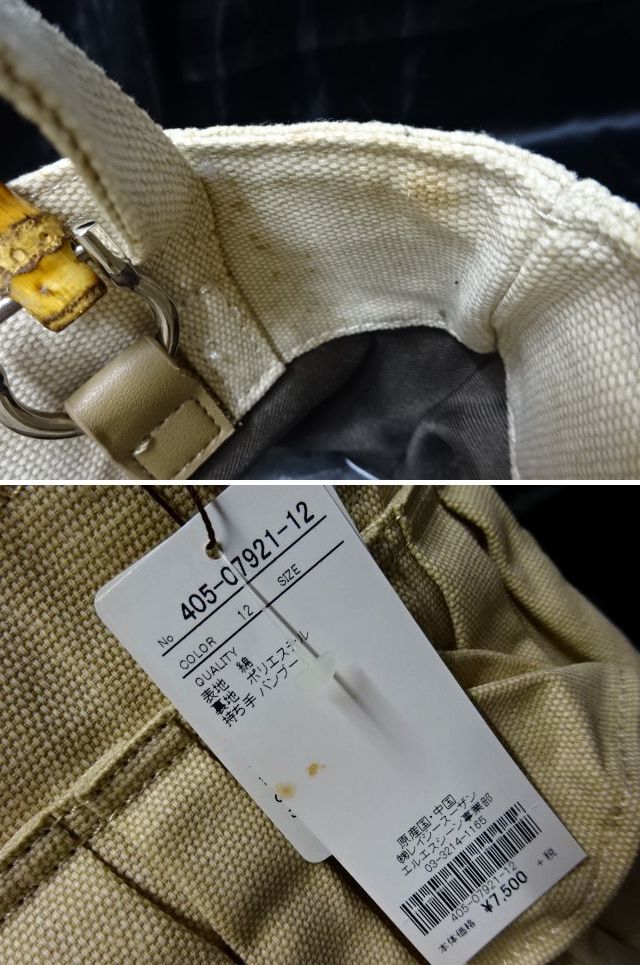 No 405-07921-12
COLOR 12 SIZE
QUALITY
表地 綿
裏地 ポリエステル
持ち手 バンブー
原産国・中国
㈱レイジースーザン
エルエスシーン事業部
03-3214-1165
405-07921-12
本体価格 ¥7,500 +税